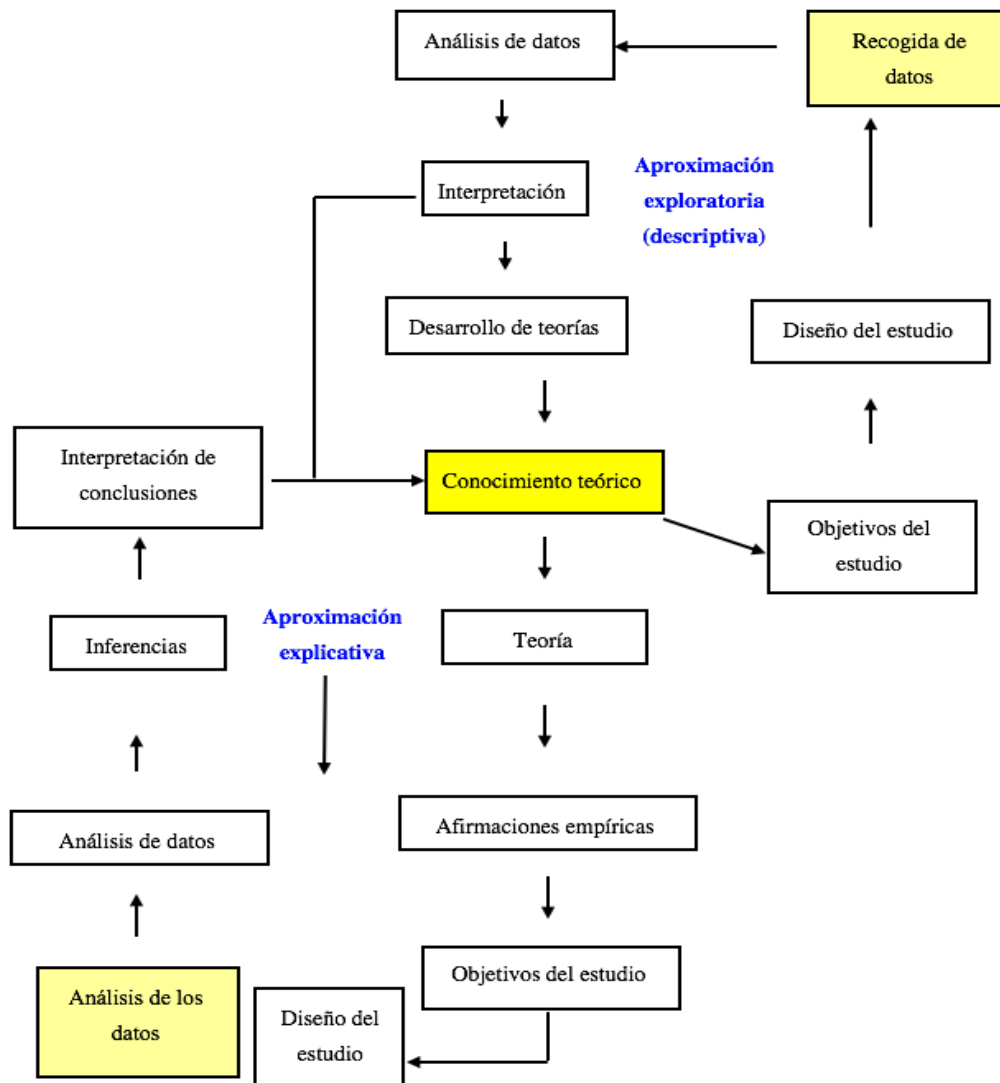 Análisis de datos
Recogida de
datos
Interpretación
Aproximación
exploratoria
(descriptiva)
Desarrollo de teorías
Diseño del estudio
Interpretación de
conclusiones
Conocimiento teórico
Objetivos del
estudio
Inferencias
Aproximación
explicativa
Teoría
Análisis de datos
Afirmaciones empíricas
Análisis de los
datos
Diseño del
estudio
Objetivos del estudio